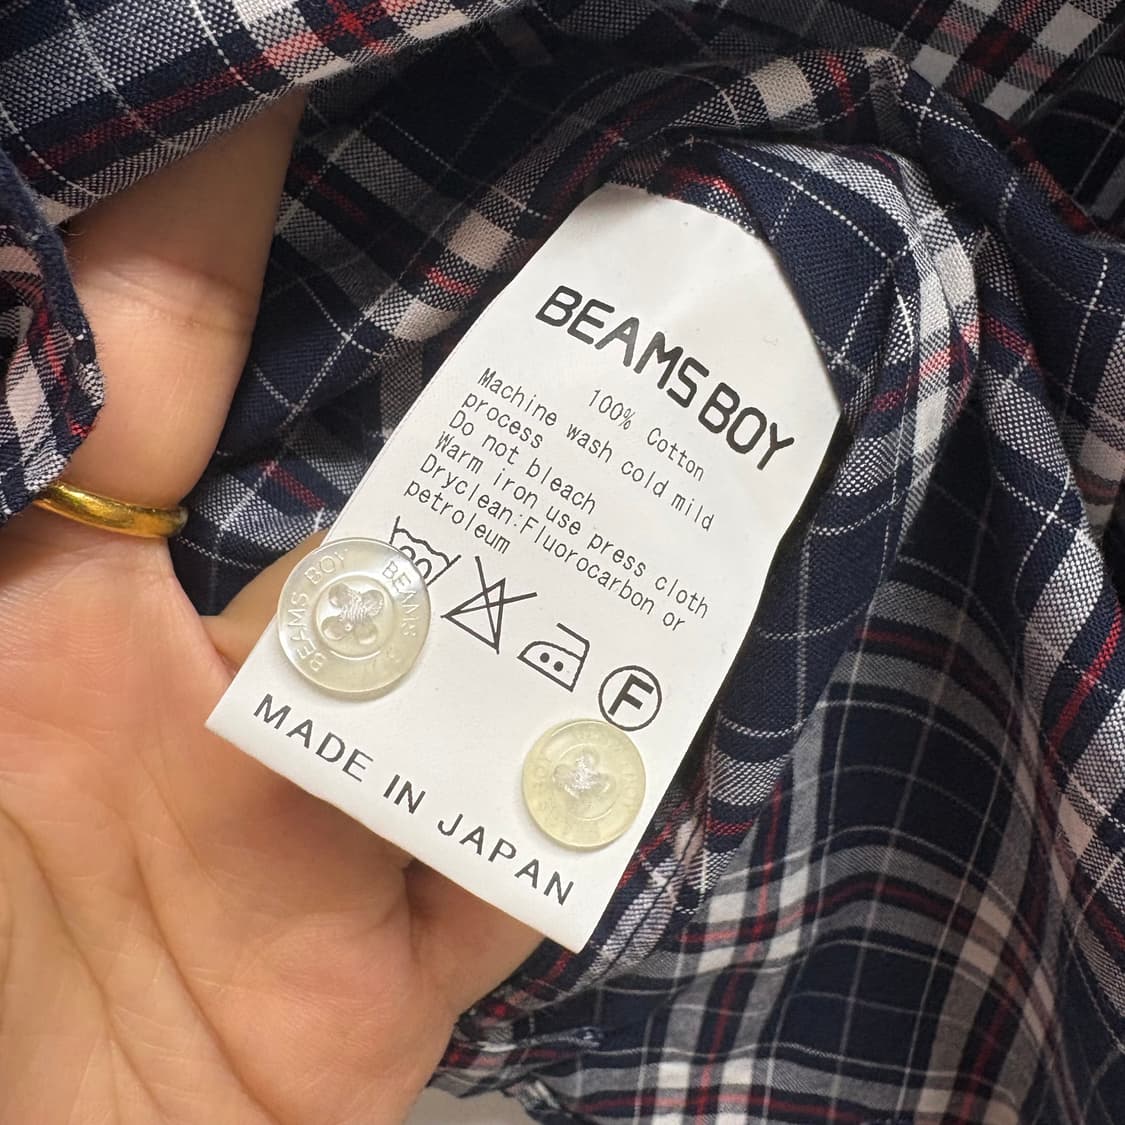 BEAMS BOY
100% Cotton
Machine wash cold mild
process
Do not bleach
Warm iron use press cloth
Dryclean:Fluorocarbon or
petroleum
F
BEAMS BOY BEAMS
MADE IN JAPAN